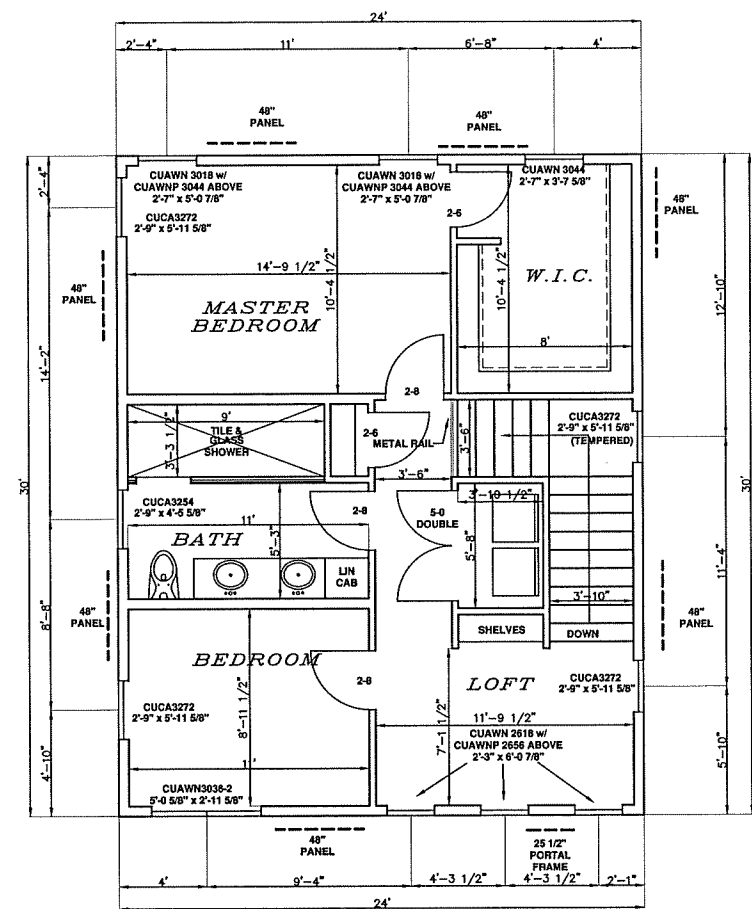 24'
2'-4"
11'
6'-8"
4'
48"
PANEL
48"
PANEL
CUAWN 3018 w/
CUAWNP 3044 ABOVE
2'-7" x 5'-0 7/8"
CUAWN 3018 w/
CUAWNP 3044 ABOVE
2'-7" x 5'-0 7/8"
CUAWN 3044
2'-7" x 3'-7 5/8"
2'-4"
CUCA3272
2'-9" x 5'-11 5/8"
2-6
48"
PANEL
14'-9 1/2"
10'-4 1/2"
10'-4 1/2"
W.I.C.
48"
PANEL
MASTER
BEDROOM
12'-10"
8'
14'-2"
2-8
9'
TILE &
GLASS
SHOWER
3'-3 1/2"
2-6
METAL RAIL
3'-6"
CUCA3272
2'-9" x 5'-11 5/8"
(TEMPERED)
3'-6"
30'
30'
CUCA3254
2'-9" x 4'-5 5/8"
11'
2-8
5-0
DOUBLE
3'-10 1/2"
BATH
5'-3"
5'-8"
LIN
CAB
11'-4"
3'-10"
48"
PANEL
48"
PANEL
8'-8"
SHELVES
DOWN
BEDROOM
2-8
LOFT
CUCA3272
2'-9" x 5'-11 5/8"
CUCA3272
2'-9" x 5'-11 5/8"
8'-11 1/2"
7'-1 1/2"
11'-9 1/2"
CUAWN 2618 w/
CUAWNP 2656 ABOVE
2'-3" x 6'-0 7/8"
11'
4'-10"
5'-10"
CUAWN3036-2
5'-0 5/8" x 2'-11 5/8"
48"
PANEL
25 1/2"
PORTAL
FRAME
4'
9'-4"
4'-3 1/2"
4'-3 1/2"
2'-1"
24'